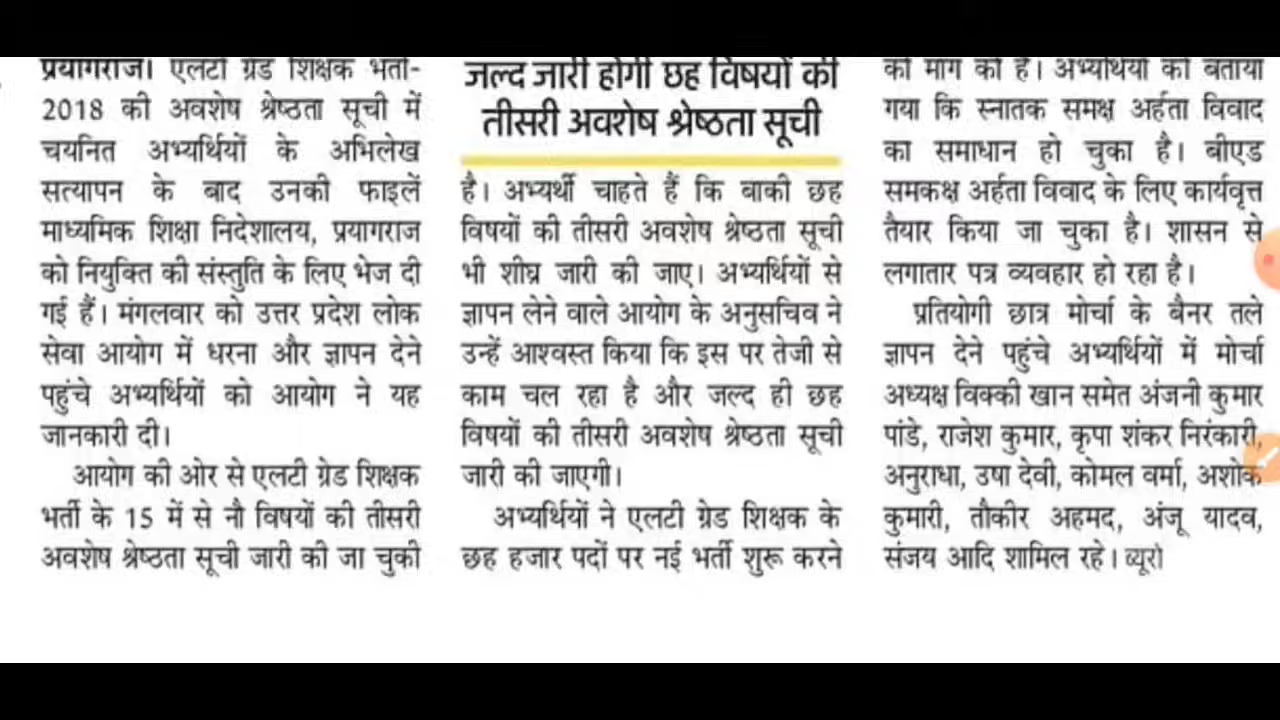 प्रयागराज। एलटी ग्रेड शिक्षक भर्ती-
2018 की अवशेष श्रेष्ठता सूची में
चयनित अभ्यर्थियों के अभिलेख
सत्यापन के बाद उनकी फाइलें
माध्यमिक शिक्षा निदेशालय, प्रयागराज
को नियुक्ति की संस्तुति के लिए भेज दी
गई हैं। मंगलवार को उत्तर प्रदेश लोक
सेवा आयोग में धरना और ज्ञापन देने
पहुंचे अभ्यर्थियों को आयोग ने यह
जानकारी दी।
आयोग की ओर से एलटी ग्रेड शिक्षक
भर्ती के 15 में से नौ विषयों की तीसरी
अवशेष श्रेष्ठता सूची जारी की जा चुकी
जल्द जारी होगी छह विषयों की
तीसरी अवशेष श्रेष्ठता सूची
है। अभ्यर्थी चाहते हैं कि बाकी छह
विषयों की तीसरी अवशेष श्रेष्ठता सूची
भी शीघ्र जारी की जाए। अभ्यर्थियों से
ज्ञापन लेने वाले आयोग के अनुसचिव ने
उन्हें आश्वस्त किया कि इस पर तेजी से
काम चल रहा है और जल्द ही छह
विषयों की तीसरी अवशेष श्रेष्ठता सूची
जारी की जाएगी।
अभ्यर्थियों ने एलटी ग्रेड शिक्षक के
छह हजार पदों पर नई भर्ती शुरू करने
की मांग की है। अभ्यर्थियों को बताया
गया कि स्नातक समक्ष अर्हता विवाद
का समाधान हो चुका है। बीएड
समकक्ष अर्हता विवाद के लिए कार्यवृत्त
तैयार किया जा चुका है। शासन से
लगातार पत्र व्यवहार हो रहा है।
प्रतियोगी छात्र मोर्चा के बैनर तले
ज्ञापन देने पहुंचे अभ्यर्थियों में मोर्चा
अध्यक्ष विक्की खान समेत अंजनी कुमार
पांडे, राजेश कुमार, कृपा शंकर निरंकारी,
अनुराधा, उषा देवी, कोमल वर्मा, अशोक
कुमारी, तौकीर अहमद, अंजू यादव,
संजय आदि शामिल रहे। ब्यूरो